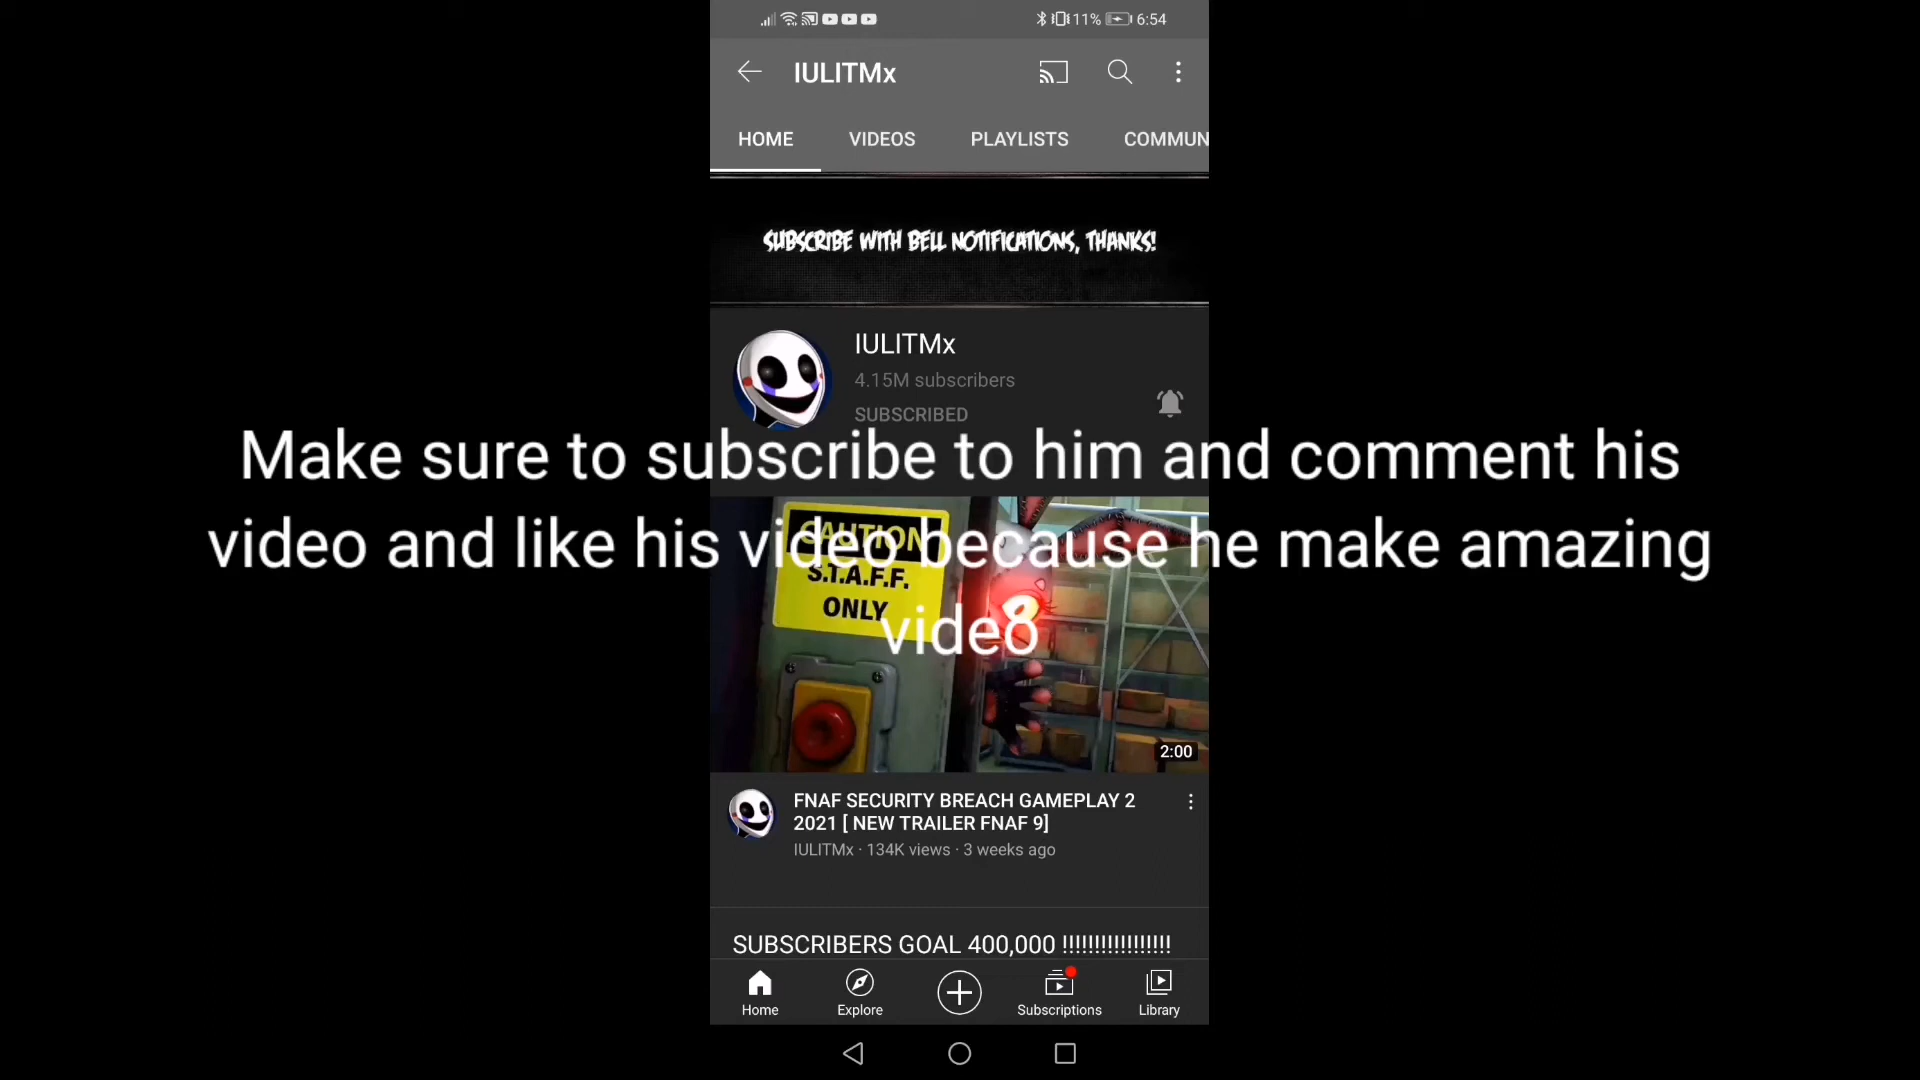 11% 6:54
IULITMx
HOME VIDEOS PLAYLISTS COMMUN
SUBSCRIBE WITH BELL NOTIFICATIONS, THANKS!
IULITMx
4.15M subscribers
SUBSCRIBED
Make sure to subscribe to him and comment his
video and like his video because he make amazing
video
CAUTION
S.T.A.F.F.
ONLY
2:00
FNAF SECURITY BREACH GAMEPLAY 2
2021 [ NEW TRAILER FNAF 9]
IULITMx · 134K views · 3 weeks ago
SUBSCRIBERS GOAL 400,000 !!!!!!!!!!!!!!!!!
Home Explore Subscriptions Library